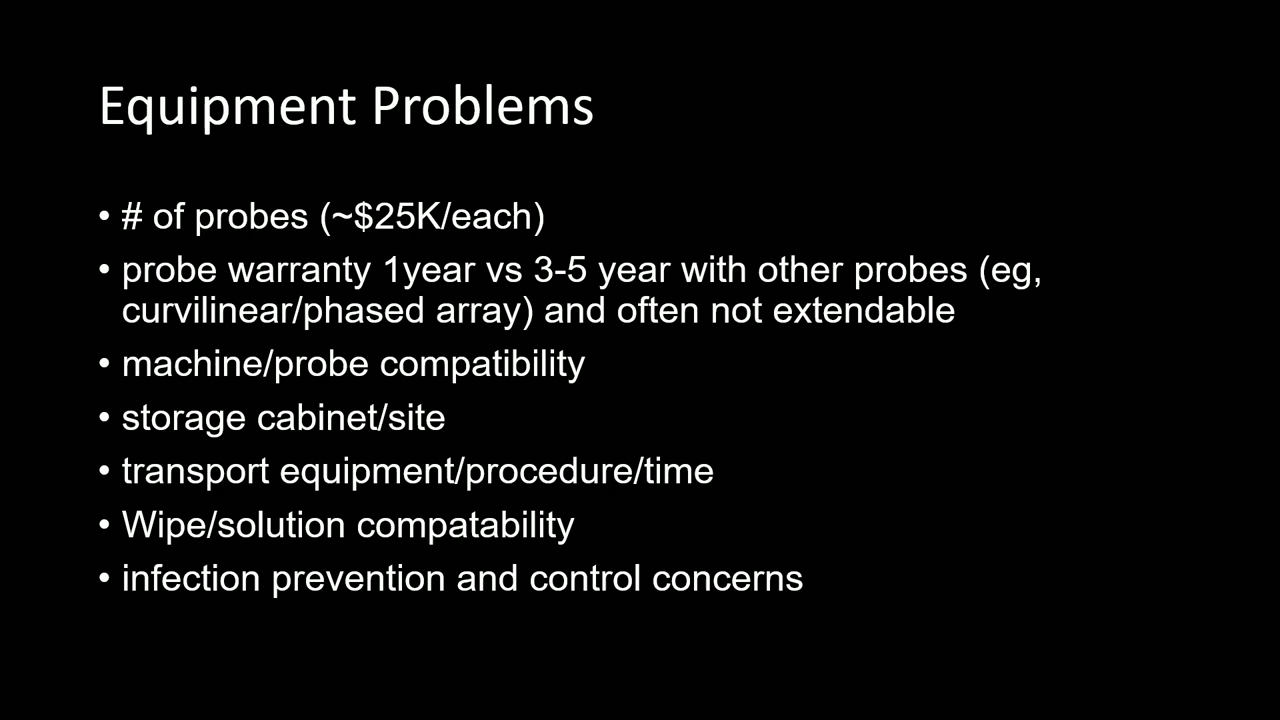 Equipment Problems
• # of probes (~$25K/each)
• probe warranty 1year vs 3-5 year with other probes (eg,
curvilinear/phased array) and often not extendable
• machine/probe compatibility
• storage cabinet/site
• transport equipment/procedure/time
• Wipe/solution compatability
• infection prevention and control concerns